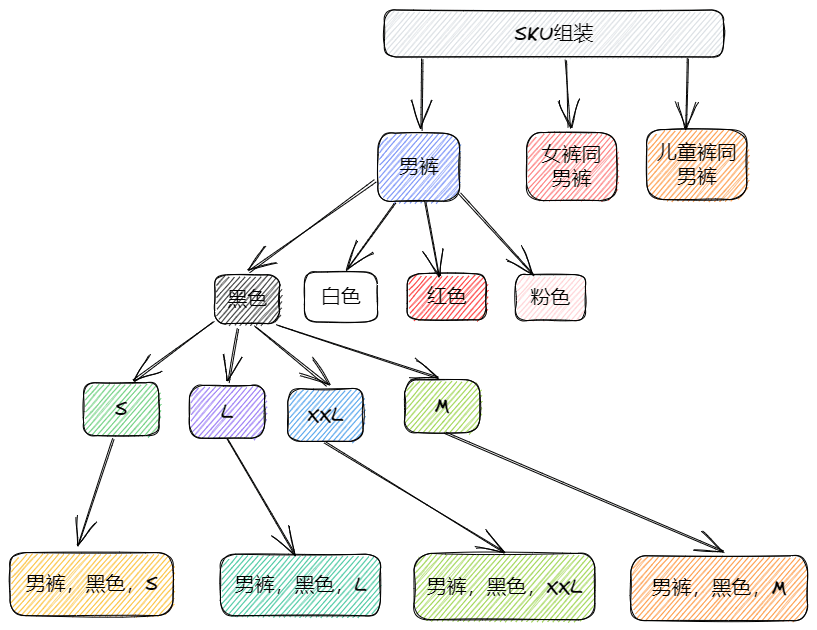 SKU组装
男裤
女裤同
男裤
儿童裤同
男裤
黑色
白色
红色
粉色
S
L
XXL
M
男裤，黑色，S
男裤，黑色，L
男裤，黑色，XXL
男裤，黑色，M